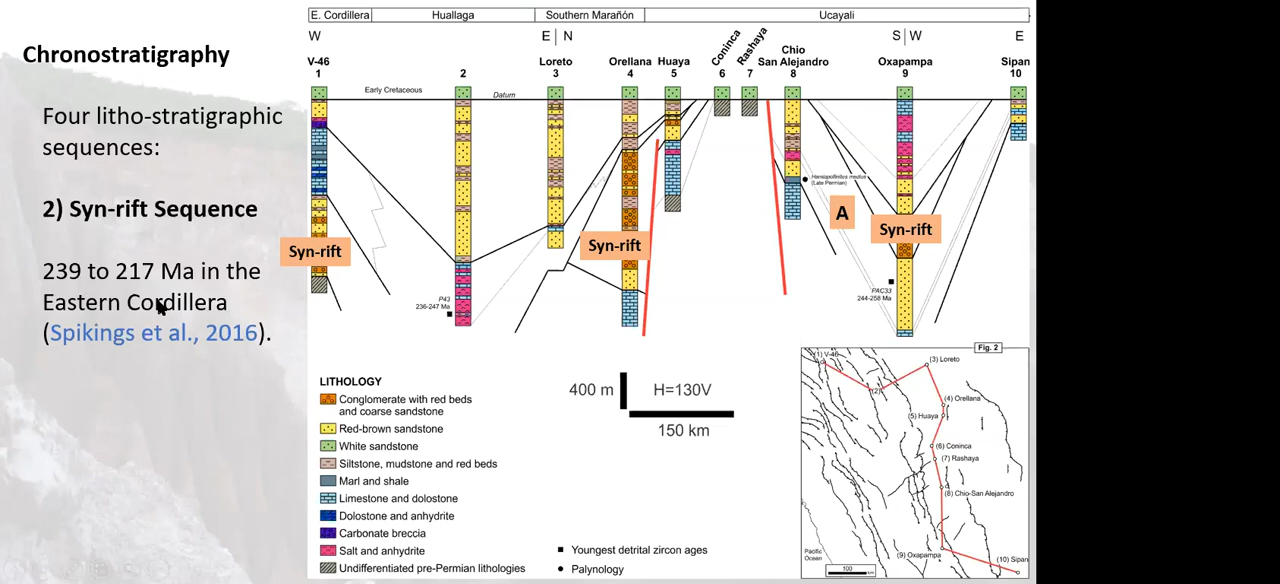 Chronostratigraphy
Four litho-stratigraphic
sequences:
2) Syn-rift Sequence
239 to 217 Ma in the
Eastern Cordillera
(Spikings et al., 2016).
E. Cordillera
Huallaga
Southern Marañón
Ucayali
W
E
N
S
W
E
V-46
1
2
Loreto
3
Orellana
4
Huaya
5
Coninca
6
Rashaya
7
Chio
San Alejandro
8
Oxapampa
9
Sipan
10
Early Cretaceous
Datum
Syn-rift
Syn-rift
Syn-rift
A
(Late Permian)
P43
236-247 Ma
PAC33
244-258 Ma
LITHOLOGY
Conglomerate with red beds
and coarse sandstone
Red-brown sandstone
White sandstone
Siltstone, mudstone and red beds
Marl and shale
Limestone and dolostone
Dolostone and anhydrite
Carbonate breccia
Salt and anhydrite
Undifferentiated pre-Permian lithologies
400 m
H=130V
150 km
Youngest detrital zircon ages
Palynology
Fig. 2
(1) V-46
(2)
(3) Loreto
(4) Orellana
(5) Huaya
(6) Coninca
(7) Rashaya
(8) Chio-San Alejandro
(9) Oxapampa
(10) Sipan
Pacific
Ocean
100